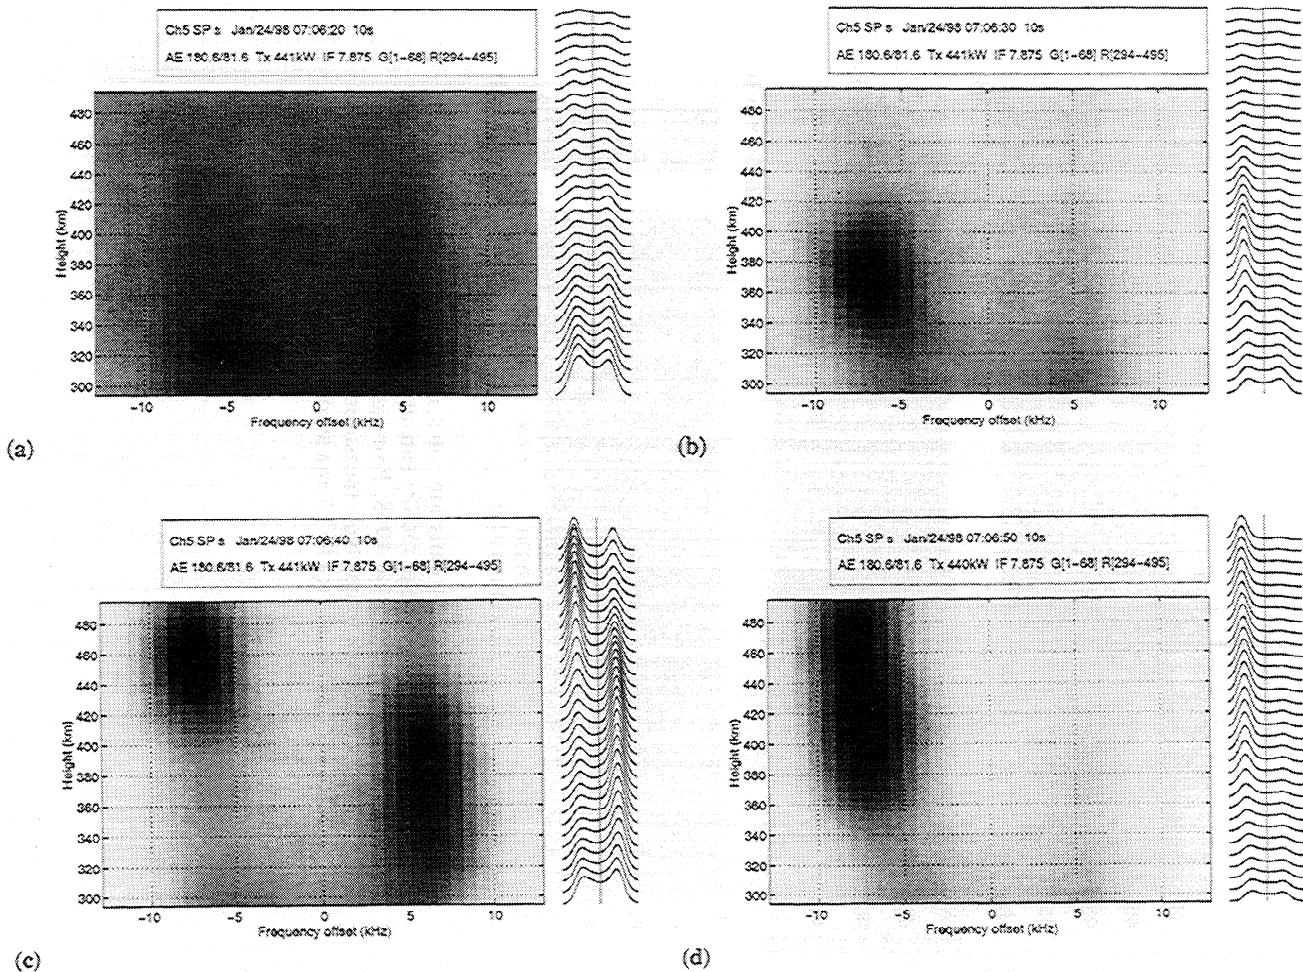 Ch5 SP s Jan/24/98 07:06:20 10s
AE 180.6/81.6 Tx 441kW IF 7.875 G[1-68] R[294-495]
480
460
440
420
400
380
360
340
320
300
Height (km)
-10 -5 0 5 10
Frequency offset (kHz)
(a)
Ch5 SP s Jan/24/98 07:06:30 10s
AE 180.6/81.6 Tx 441kW IF 7.875 G[1-68] R[294-495]
480
460
440
420
400
380
360
340
320
300
Height (km)
-10 -5 0 5 10
Frequency offset (kHz)
(b)
Ch5 SP s Jan/24/98 07:06:40 10s
AE 180.6/81.6 Tx 441kW IF 7.875 G[1-68] R[294-495]
480
460
440
420
400
380
360
340
320
300
Height (km)
-10 -5 0 5 10
Frequency offset (kHz)
(c)
Ch5 SP s Jan/24/98 07:06:50 10s
AE 180.6/81.6 Tx 440kW IF 7.875 G[1-68] R[294-495]
480
460
440
420
400
380
360
340
320
300
Height (km)
-10 -5 0 5 10
Frequency offset (kHz)
(d)